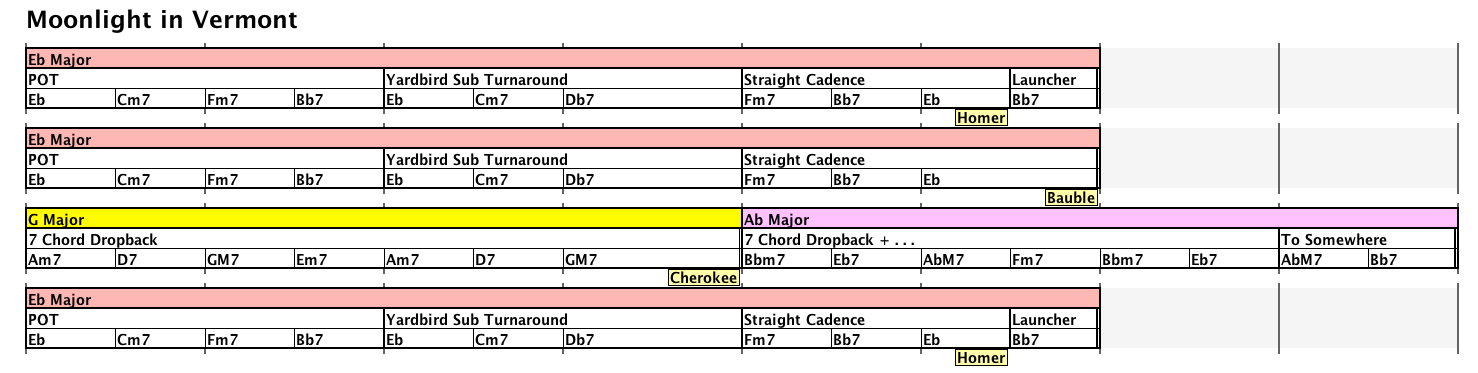 Moonlight in Vermont
Eb Major
POT Yardbird Sub Turnaround Straight Cadence Launcher
Eb Cm7 Fm7 Bb7 Eb Cm7 Db7 Fm7 Bb7 Eb Bb7
Homer
Eb Major
POT Yardbird Sub Turnaround Straight Cadence
Eb Cm7 Fm7 Bb7 Eb Cm7 Db7 Fm7 Bb7 Eb
Bauble
G Major Ab Major
7 Chord Dropback 7 Chord Dropback + . . . To Somewhere
Am7 D7 GM7 Em7 Am7 D7 GM7 Bbm7 Eb7 AbM7 Fm7 Bbm7 Eb7 AbM7 Bb7
Cherokee
Eb Major
POT Yardbird Sub Turnaround Straight Cadence Launcher
Eb Cm7 Fm7 Bb7 Eb Cm7 Db7 Fm7 Bb7 Eb Bb7
Homer